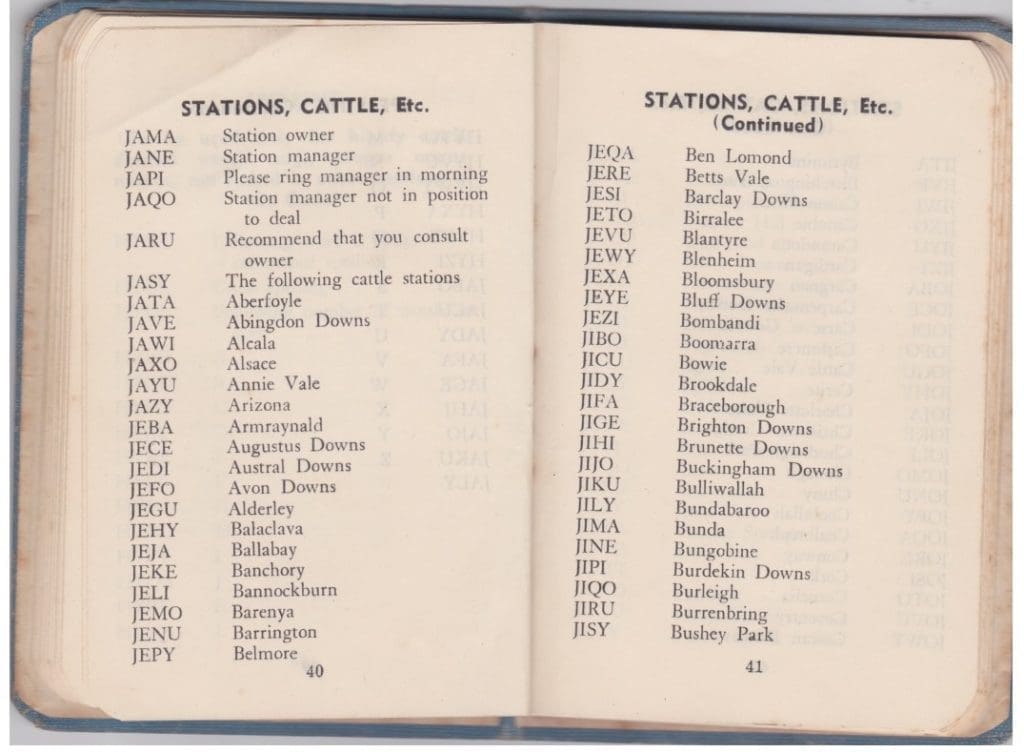 STATIONS, CATTLE, Etc.
JAMA Station owner
JANE Station manager
JAPI Please ring manager in morning
JAQO Station manager not in position
to deal
JARU Recommend that you consult
owner
JASY The following cattle stations
JATA Aberfoyle
JAVE Abingdon Downs
JAWI Alcala
JAXO Alsace
JAYU Annie Vale
JAZY Arizona
JEBA Armraynald
JECE Augustus Downs
JEDI Austral Downs
JEFO Avon Downs
JEGU Alderley
JEHY Balaclava
JEJA Ballabay
JEKE Banchory
JELI Bannockburn
JEMO Barenya
JENU Barrington
JEPY Belmore
40
STATIONS, CATTLE, Etc.
(Continued)
JEQA Ben Lomond
JERE Betts Vale
JESI Barclay Downs
JETO Birralee
JEVU Blantyre
JEWY Blenheim
JEXA Bloomsbury
JEYE Bluff Downs
JEZI Bombandi
JIBO Boomarra
JICU Bowie
JIDY Brookdale
JIFA Braceborough
JIGE Brighton Downs
JIHI Brunette Downs
JIJO Buckingham Downs
JIKU Bulliwallah
JILY Bundabaroo
JIMA Bunda
JINE Bungobine
JIPI Burdekin Downs
JIQO Burleigh
JIRU Burrenbring
JISY Bushey Park
41